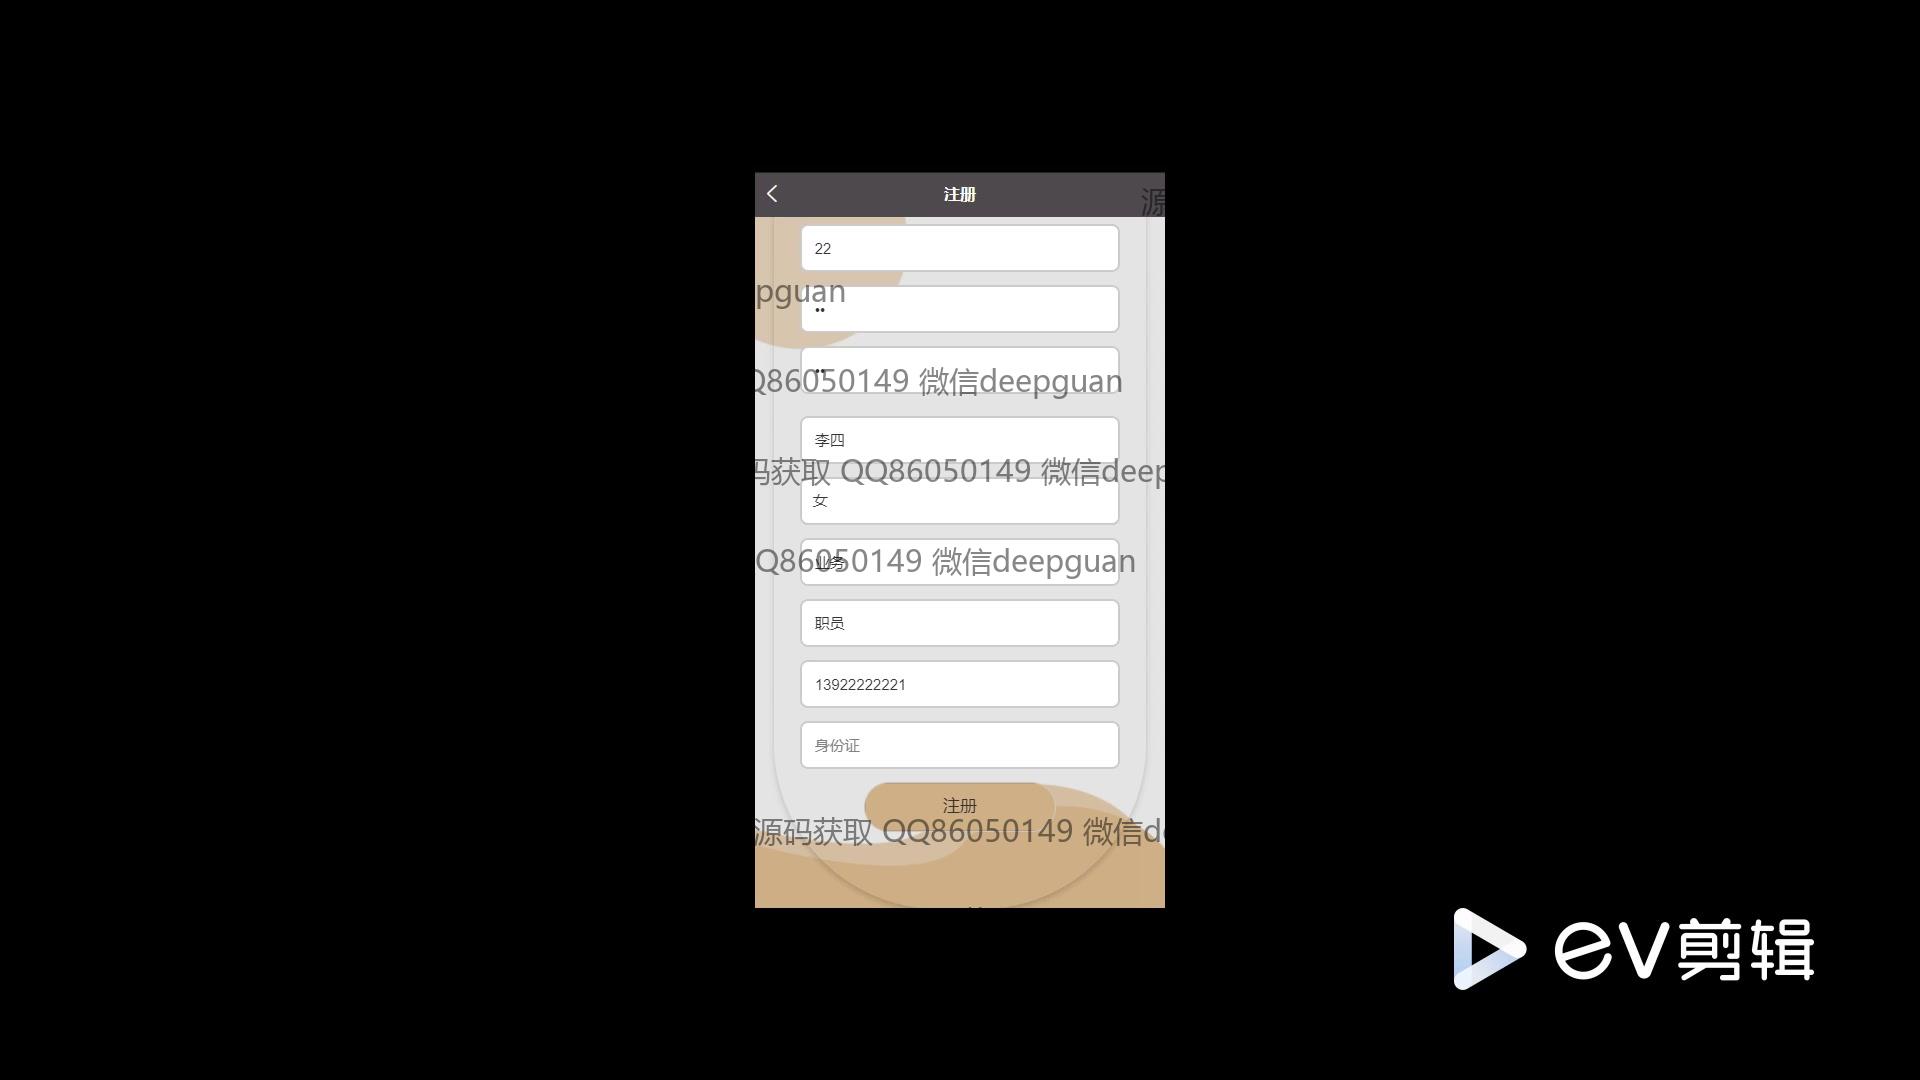 注册
源
22
pguan
••
••
Q86050149 微信deepguan
李四
码获取 QQ86050149 微信deep
女
业务
Q86050149 微信deepguan
职员
13922222221
身份证
注册
源码获取 QQ86050149 微信de
ev剪辑